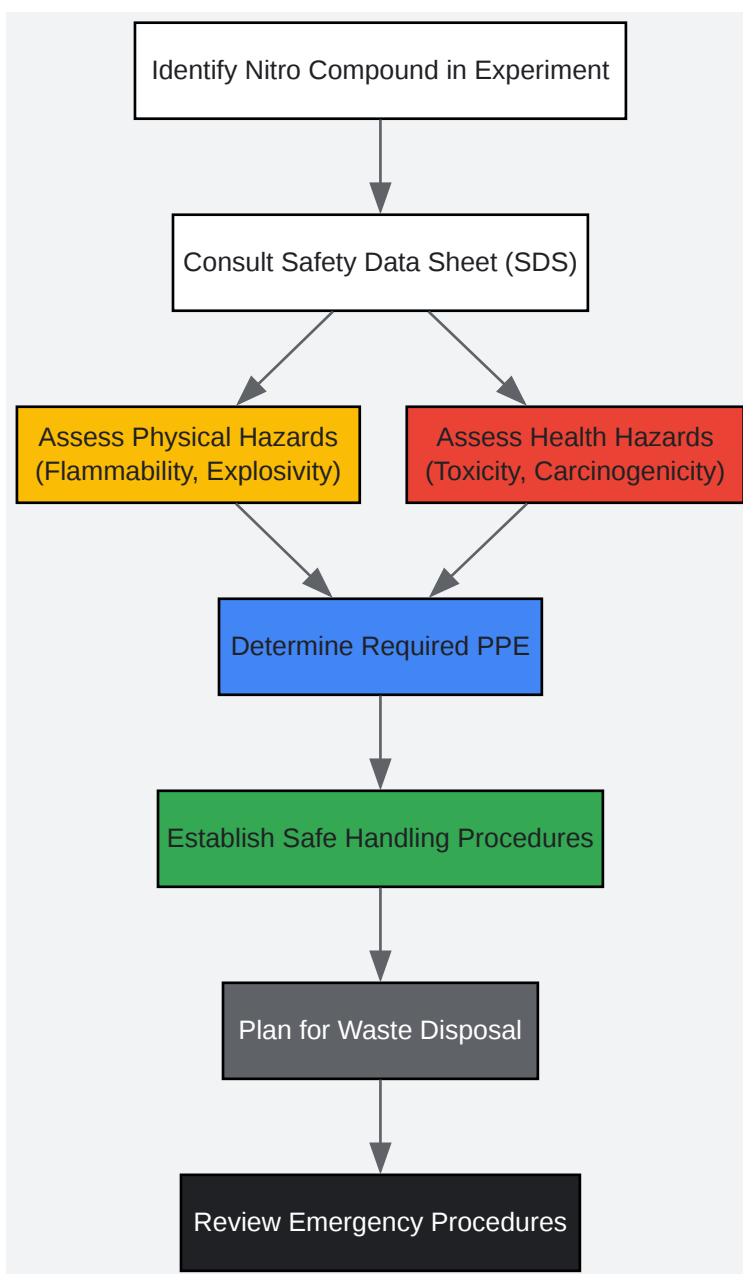 Identify Nitro Compound in Experiment
Consult Safety Data Sheet (SDS)
Assess Physical Hazards
(Flammability, Explosivity)
Assess Health Hazards
(Toxicity, Carcinogenicity)
Determine Required PPE
Establish Safe Handling Procedures
Plan for Waste Disposal
Review Emergency Procedures